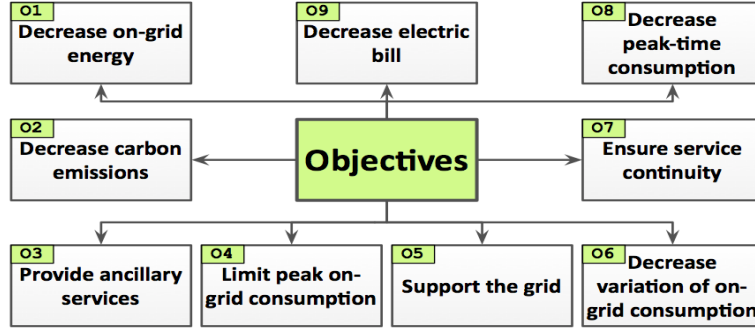 O1
Decrease on-grid
energy
O9
Decrease electric
bill
O8
Decrease
peak-time
consumption
O2
Decrease carbon
emissions
Objectives
O7
Ensure service
continuity
O3
Provide ancillary
services
O4
Limit peak on-
grid consumption
O5
Support the grid
O6
Decrease
variation of on-
grid consumption